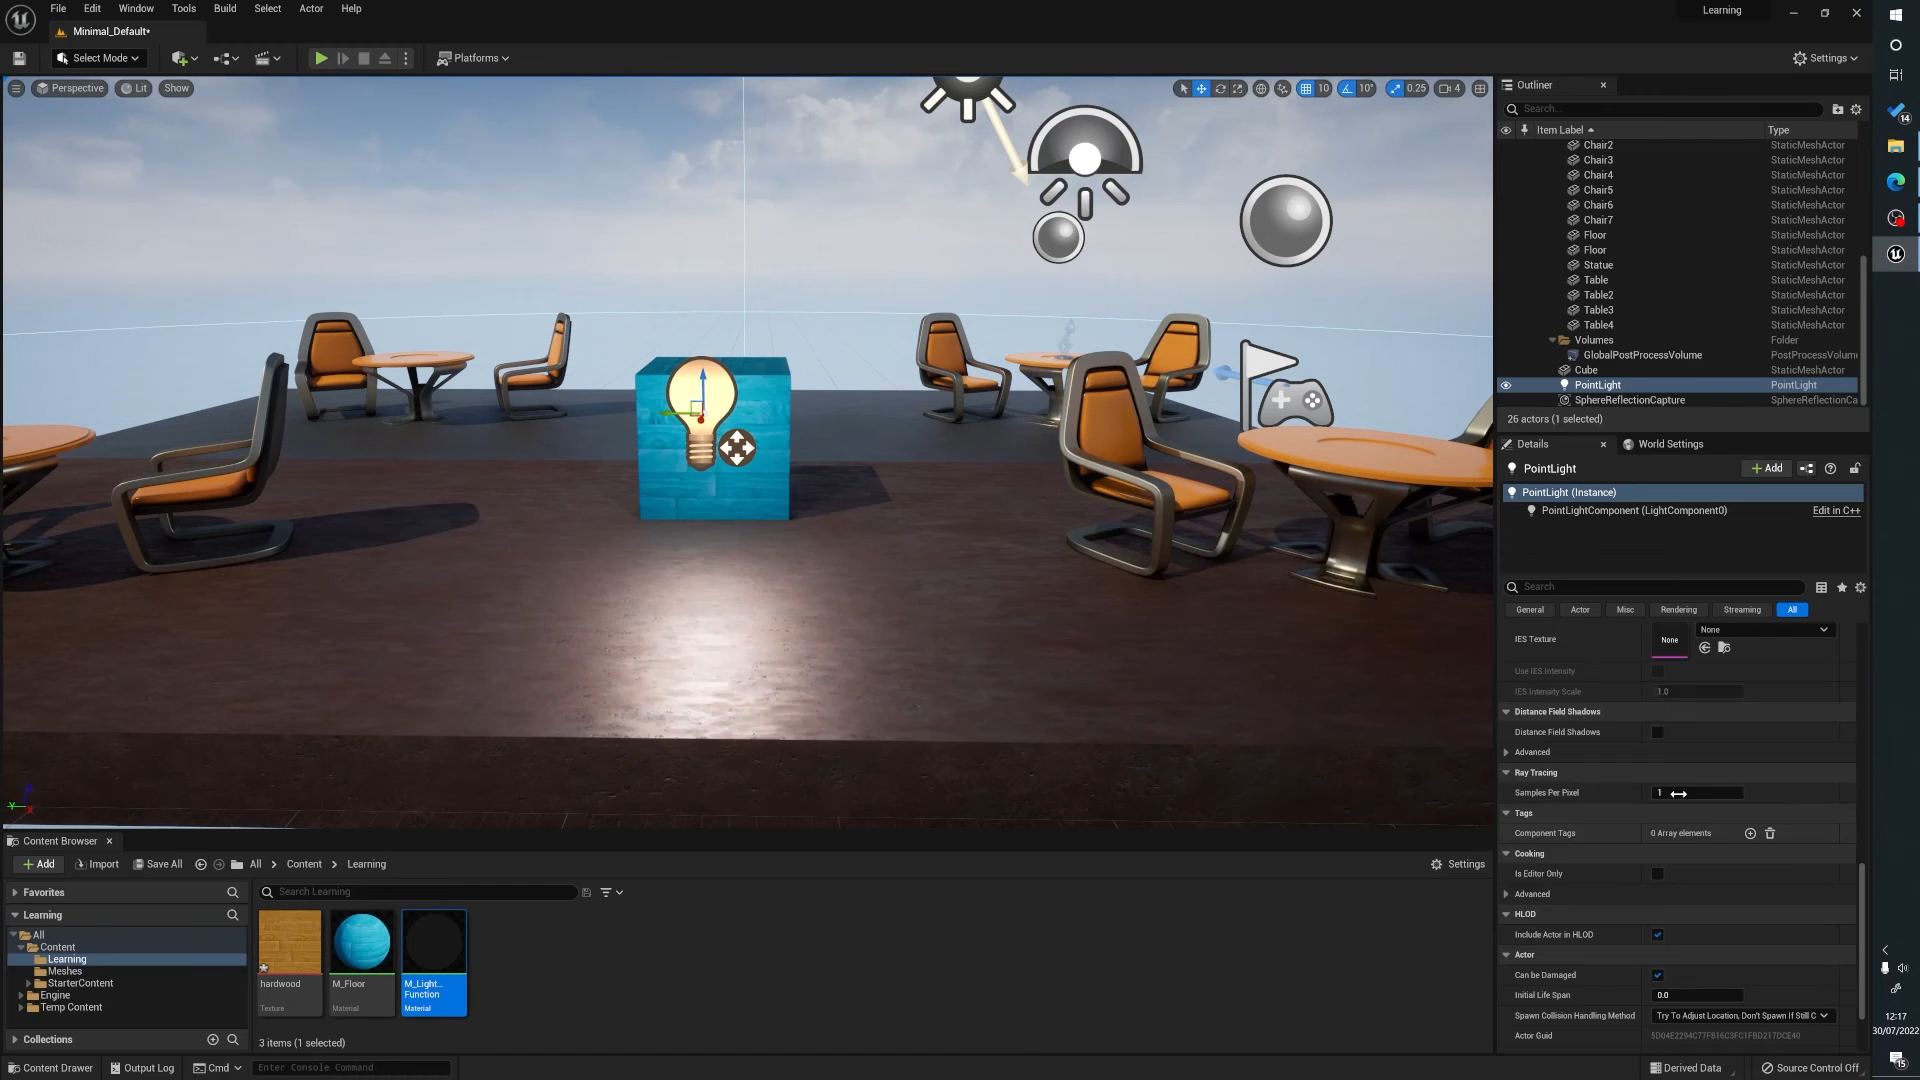 File Edit Window Tools Build Select Actor Help
Learning
Minimal_Default*
Select Mode
Platforms
Settings
Perspective Lit Show
10 10° 0.25 4
Outliner
Search...
Item Label Type
Chair2 StaticMeshActor
Chair3 StaticMeshActor
Chair4 StaticMeshActor
Chair5 StaticMeshActor
Chair6 StaticMeshActor
Chair7 StaticMeshActor
Floor StaticMeshActor
Floor StaticMeshActor
Statue StaticMeshActor
Table StaticMeshActor
Table2 StaticMeshActor
Table3 StaticMeshActor
Table4 StaticMeshActor
Volumes Folder
GlobalPostProcessVolume PostProcessVolum
Cube StaticMeshActor
PointLight PointLight
SphereReflectionCapture SphereReflectionCa
26 actors (1 selected)
Details World Settings
PointLight
Add
PointLight (Instance)
PointLightComponent (LightComponent0) Edit in C++
Search
General Actor Misc Rendering Streaming All
IES Texture None None
Use IES Intensity
IES Intensity Scale 1.0
Distance Field Shadows
Distance Field Shadows
Advanced
Ray Tracing
Samples Per Pixel 1
Tags
Component Tags 0 Array elements
Cooking
Is Editor Only
Advanced
HLOD
Include Actor in HLOD
Actor
Can be Damaged
Initial Life Span 0.0
Spawn Collision Handling Method Try To Adjust Location, Don't Spawn If Still C
Actor Guid
Content Browser
Add Import Save All All Content Learning Settings
Favorites
Search Learning
Learning
All
Content
Learning
Meshes
StarterContent
Engine
Temp Content
Collections
hardwood
Texture
M_Floor
Material
M_Light...
Function
Material
3 items (1 selected)
Content Drawer Output Log Cmd Enter Console Command
Derived Data Source Control Off
14
12:17
30/07/2022
15